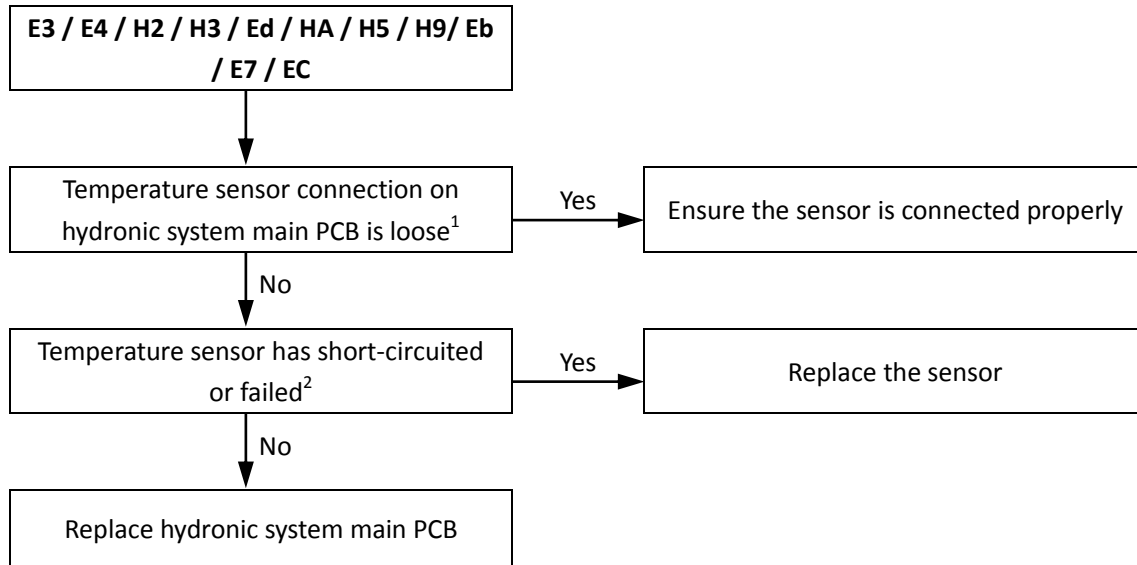 E3 / E4 / H2 / H3 / Ed / HA / H5 / H9/ Eb
/ E7 / EC
Temperature sensor connection on
hydronic system main PCB is loose1
Yes
Ensure the sensor is connected properly
No
Temperature sensor has short-circuited
or failed2
Yes
Replace the sensor
No
Replace hydronic system main PCB